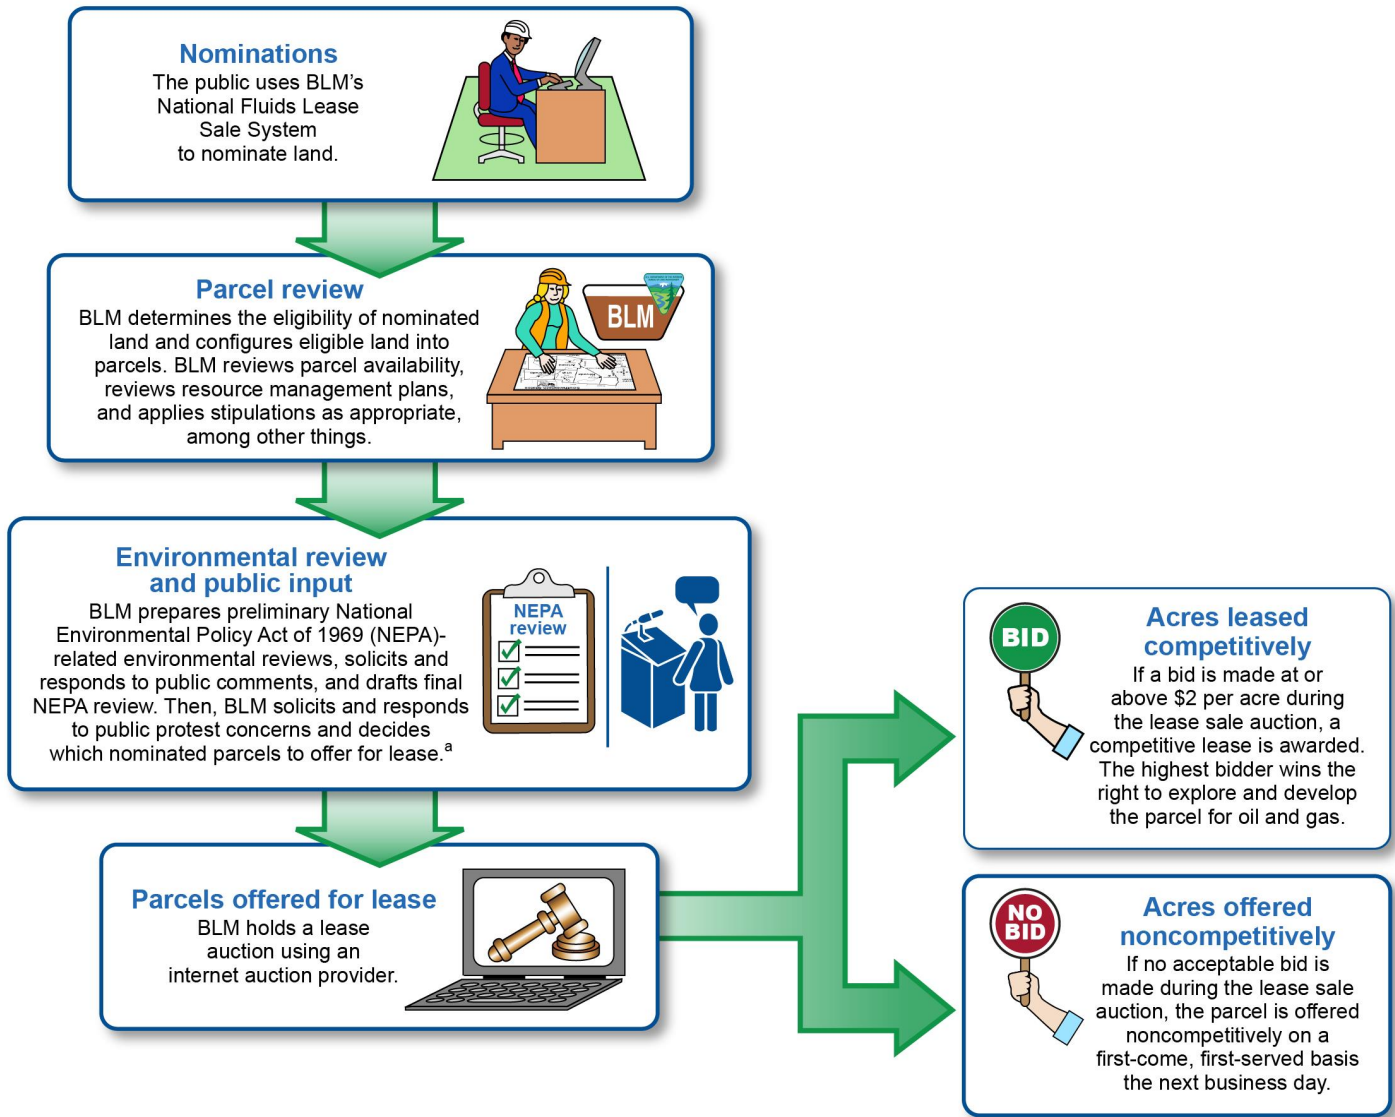 Nominations
The public uses BLM's
National Fluids Lease
Sale System
to nominate land.
Parcel review
BLM determines the eligibility of nominated
land and configures eligible land into
parcels. BLM reviews parcel availability,
reviews resource management plans,
and applies stipulations as appropriate,
among other things.
BLM
Environmental review
and public input
BLM prepares preliminary National
Environmental Policy Act of 1969 (NEPA)-
related environmental reviews, solicits and
responds to public comments, and drafts final
NEPA review. Then, BLM solicits and responds
to public protest concerns and decides
which nominated parcels to offer for lease.ª
NEPA
review
Parcels offered for lease
BLM holds a lease
auction using an
internet auction provider.
BID
Acres leased
competitively
If a bid is made at or
above $2 per acre during
the lease sale auction, a
competitive lease is awarded.
The highest bidder wins the
right to explore and develop
the parcel for oil and gas.
NO
BID
Acres offered
noncompetitively
If no acceptable bid is
made during the lease sale
auction, the parcel is offered
noncompetitively on a
first-come, first-served basis
the next business day.